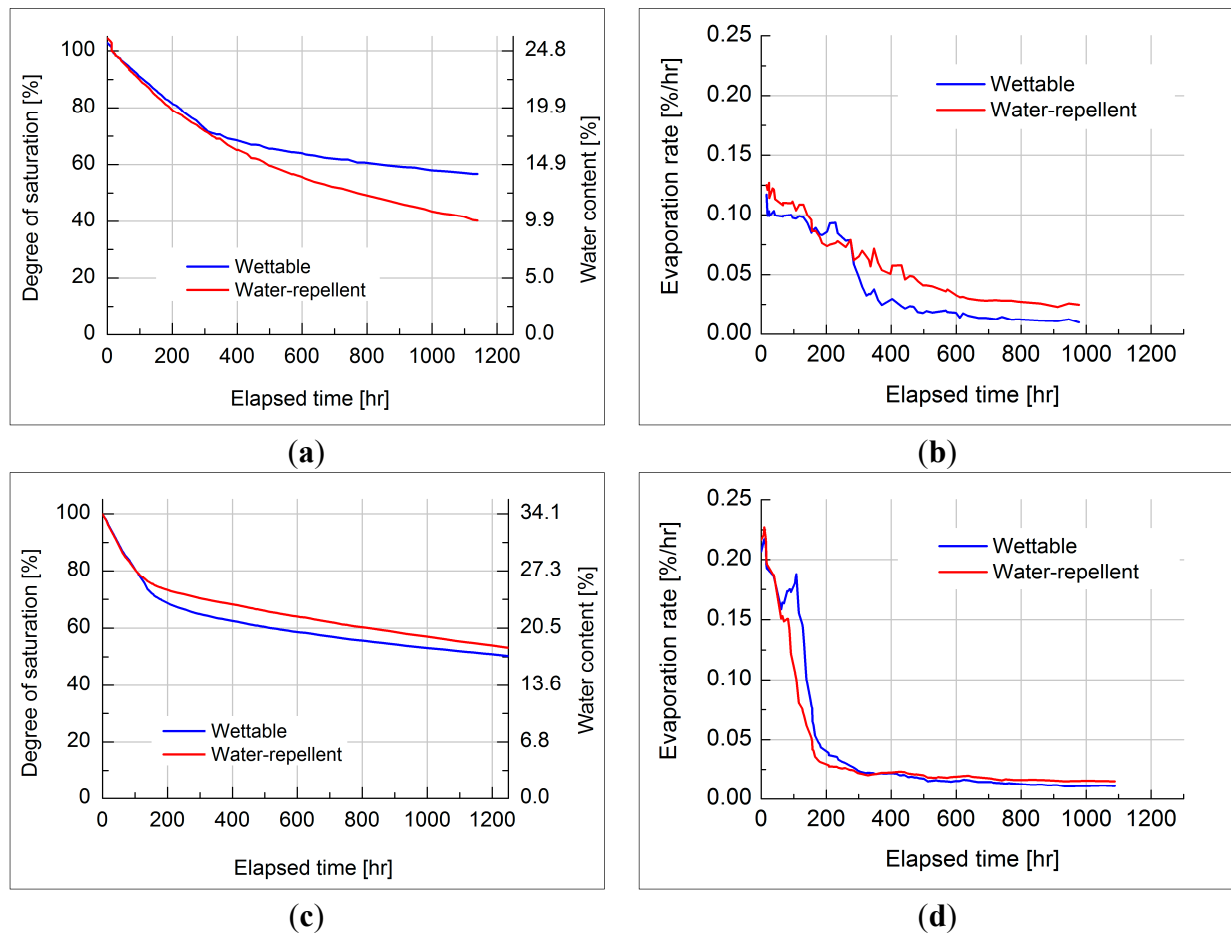 100
80
60
40
20
0
24.8
19.9
14.9
9.9
5.0
0.0
Degree of saturation [%]
Water content [%]
Wettable
Water-repellent
0 200 400 600 800 1000 1200
Elapsed time [hr]
(a)
0.25
0.20
0.15
0.10
0.05
0.00
Evaporation rate [%/hr]
Wettable
Water-repellent
0 200 400 600 800 1000 1200
Elapsed time [hr]
(b)
100
80
60
40
20
0
34.1
27.3
20.5
13.6
6.8
0.0
Degree of saturation [%]
Water content [%]
Wettable
Water-repellent
0 200 400 600 800 1000 1200
Elapsed time [hr]
(c)
0.25
0.20
0.15
0.10
0.05
0.00
Evaporation rate [%/hr]
Wettable
Water-repellent
0 200 400 600 800 1000 1200
Elapsed time [hr]
(d)